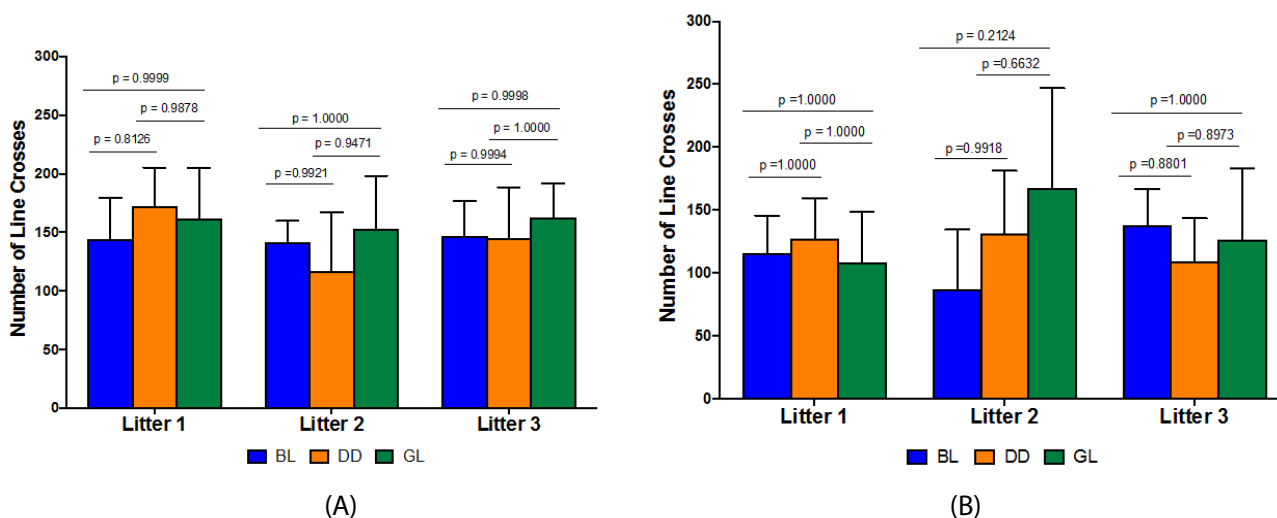 300
250
200
150
100
50
0
Number of Line Crosses
p = 0.9999
p = 0.9878
p = 0.8126
p = 1.0000
p = 0.9471
p =0.9921
p = 0.9998
p = 1.0000
p = 0.9994
Litter 1 Litter 2 Litter 3
BL DD GL
(A)
300
250
200
150
100
50
0
Number of Line Crosses
p =1.0000
p = 1.0000
p =1.0000
p = 0.2124
p =0.6632
p =0.9918
p =1.0000
p =0.8973
p =0.8801
Litter 1 Litter 2 Litter 3
BL DD GL
(B)